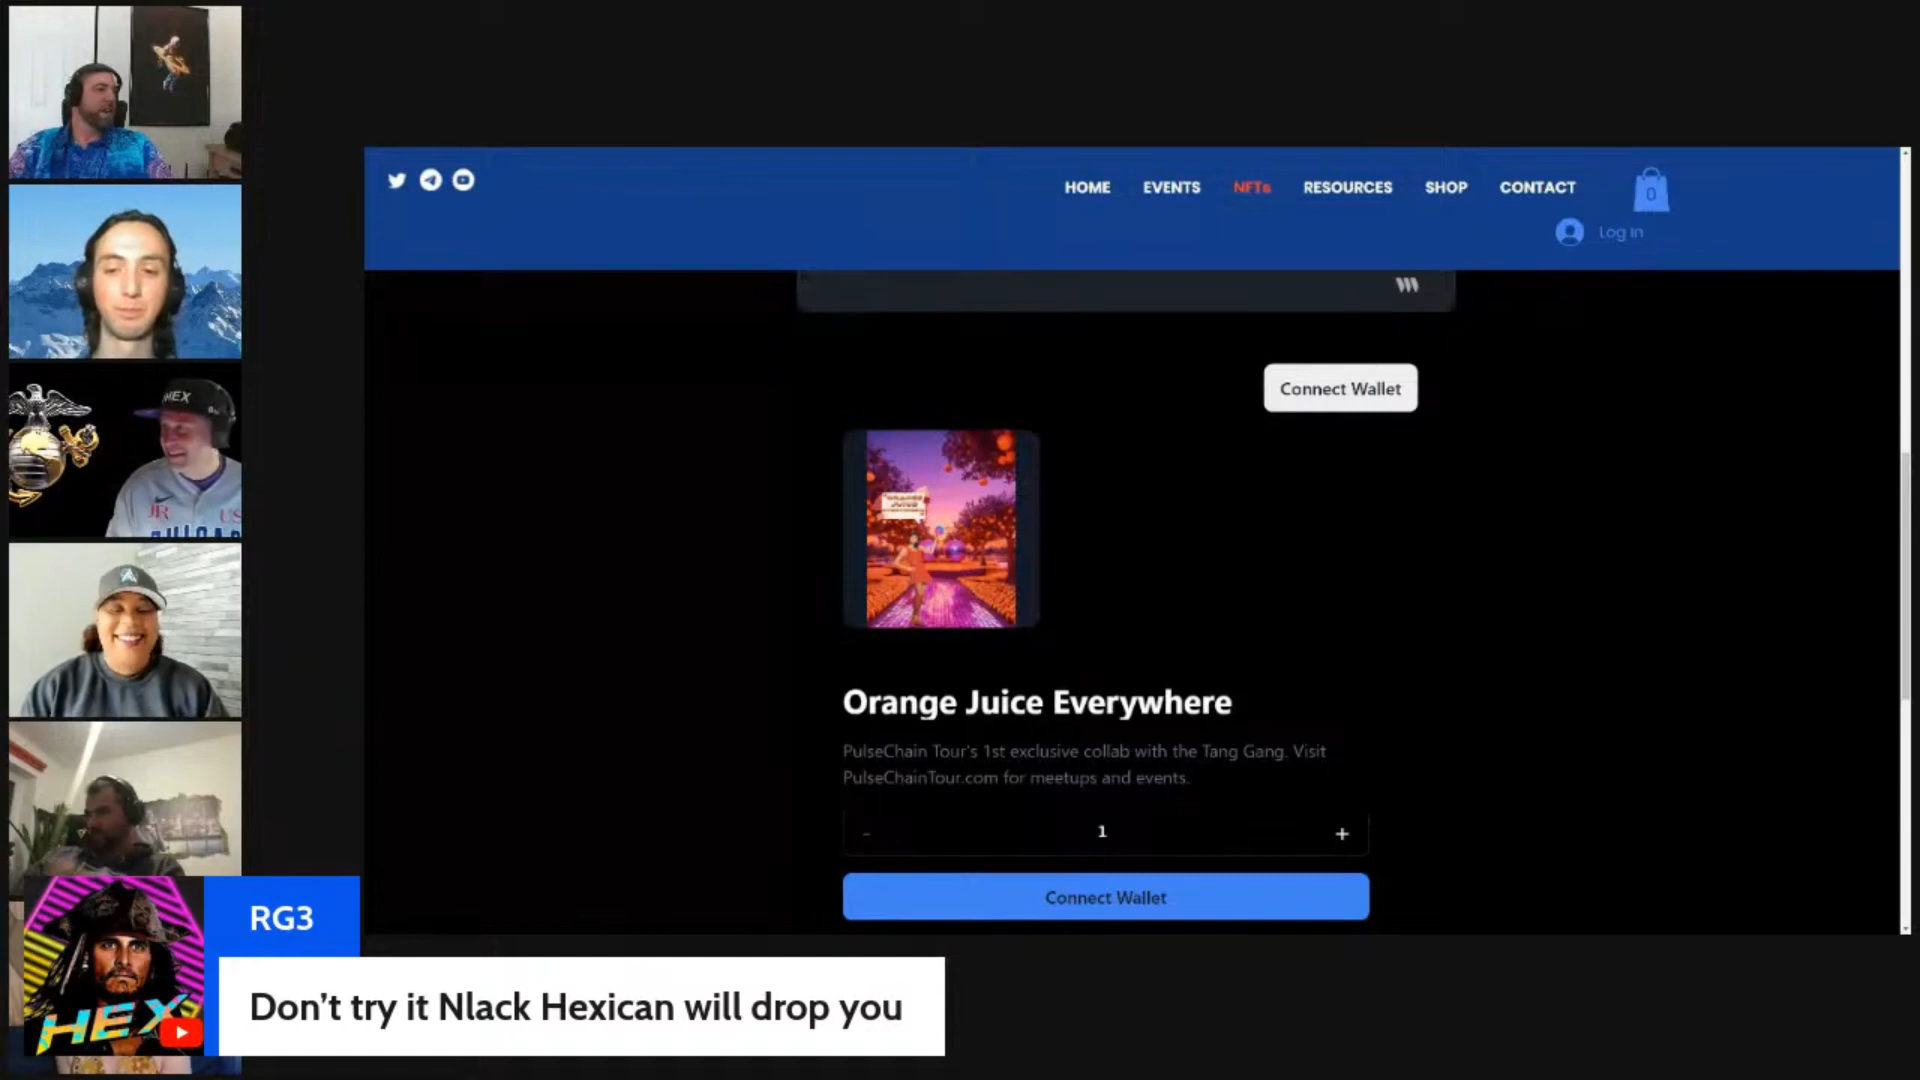 HOME EVENTS NFTs RESOURCES SHOP CONTACT
0
Log In
Connect Wallet
HEX
Orange Juice Everywhere
PulseChain Tour's 1st exclusive collab with the Tang Gang. Visit
PulseChainTour.com for meetups and events.
- 1 +
Connect Wallet
RG3
HEX
Don't try it Nlack Hexican will drop you